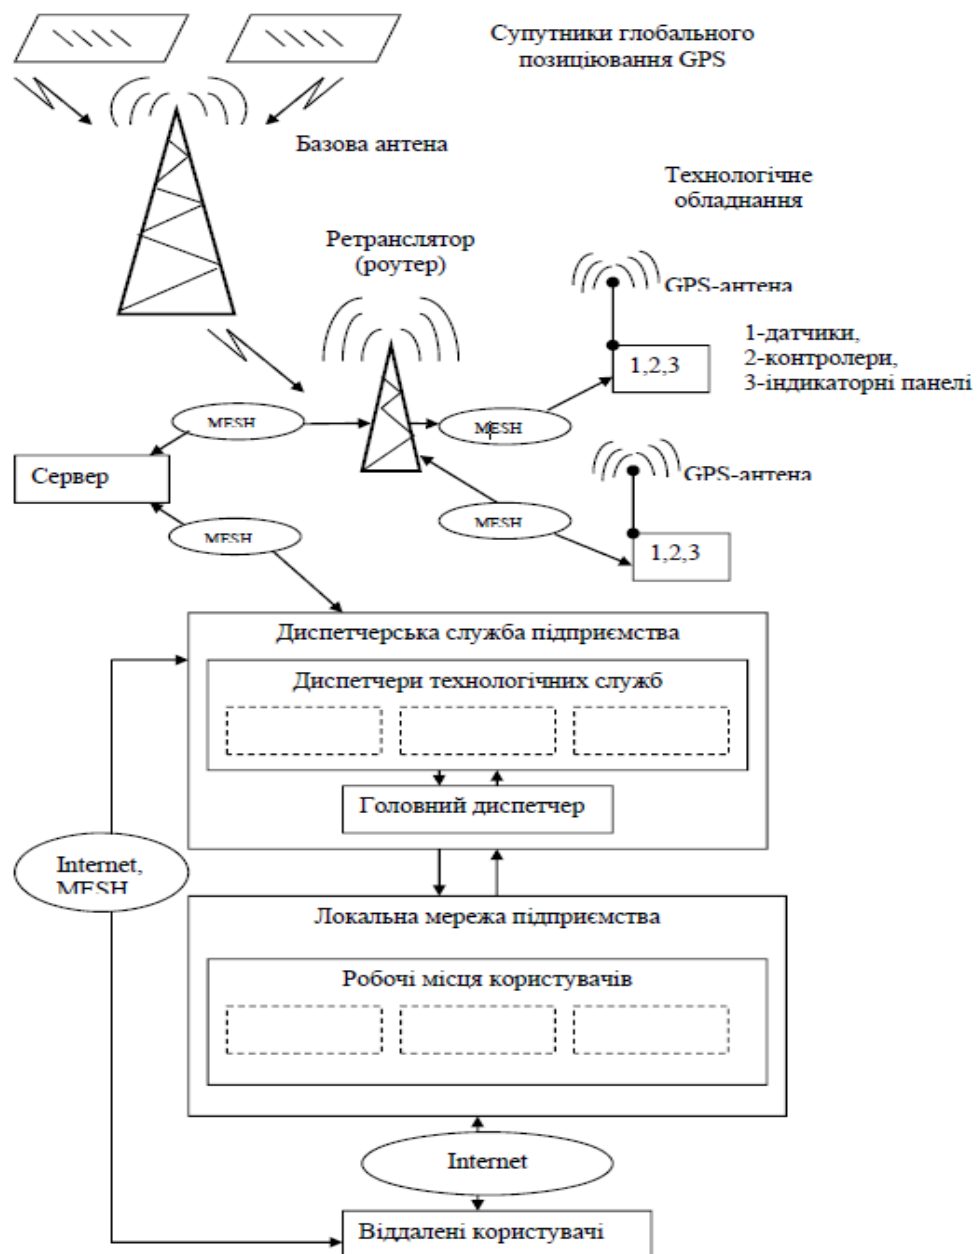 Супутники глобального
позиціювання GPS
Базова антена
Технологічне
обладнання
Ретранслятор
(роутер)
GPS-антена
1-датчики,
2-контролери,
3-індикаторні панелі
1,2,3
MESH
MESH
Сервер
GPS-антена
MESH
MESH
1,2,3
Диспетчерська служба підприємства
Диспетчери технологічних служб
Головний диспетчер
Internet,
MESH
Локальна мережа підприємства
Робочі місця користувачів
Internet
Віддалені користувачі